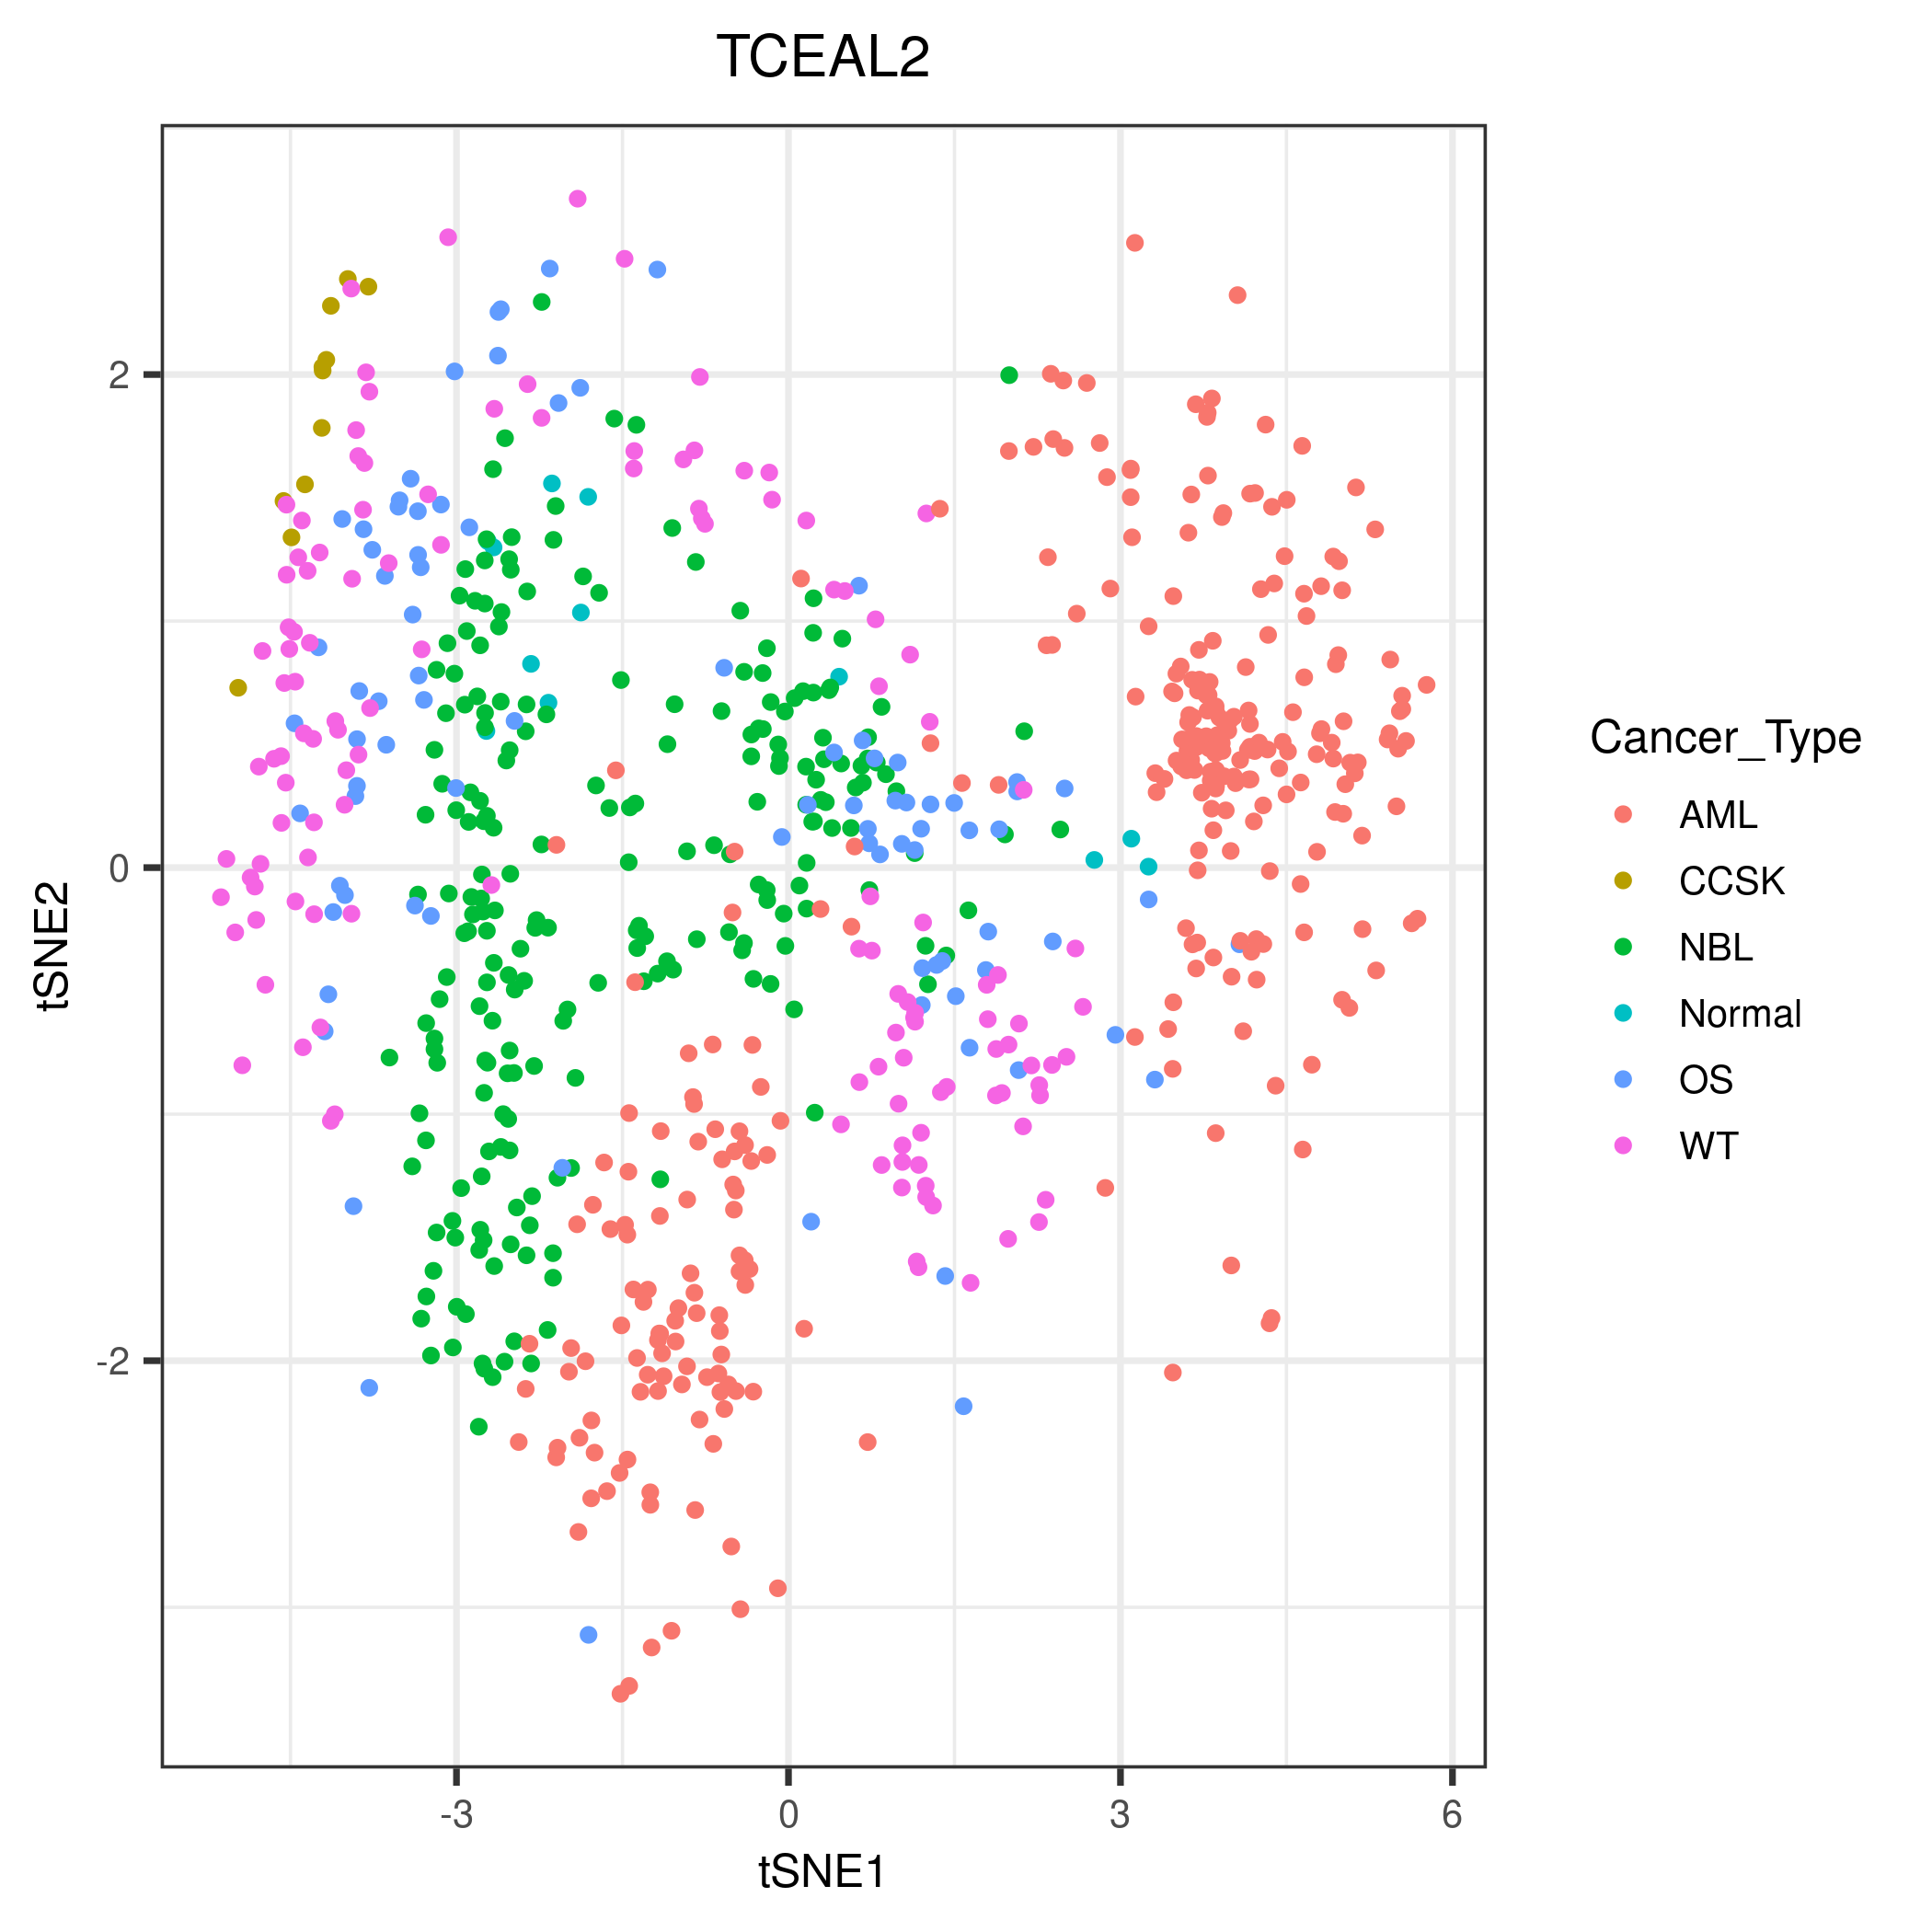 TCEAL2
2
0
-2
tSNE2
-3
0
3
6
tSNE1
Cancer_Type
AML
CCSK
NBL
Normal
OS
WT